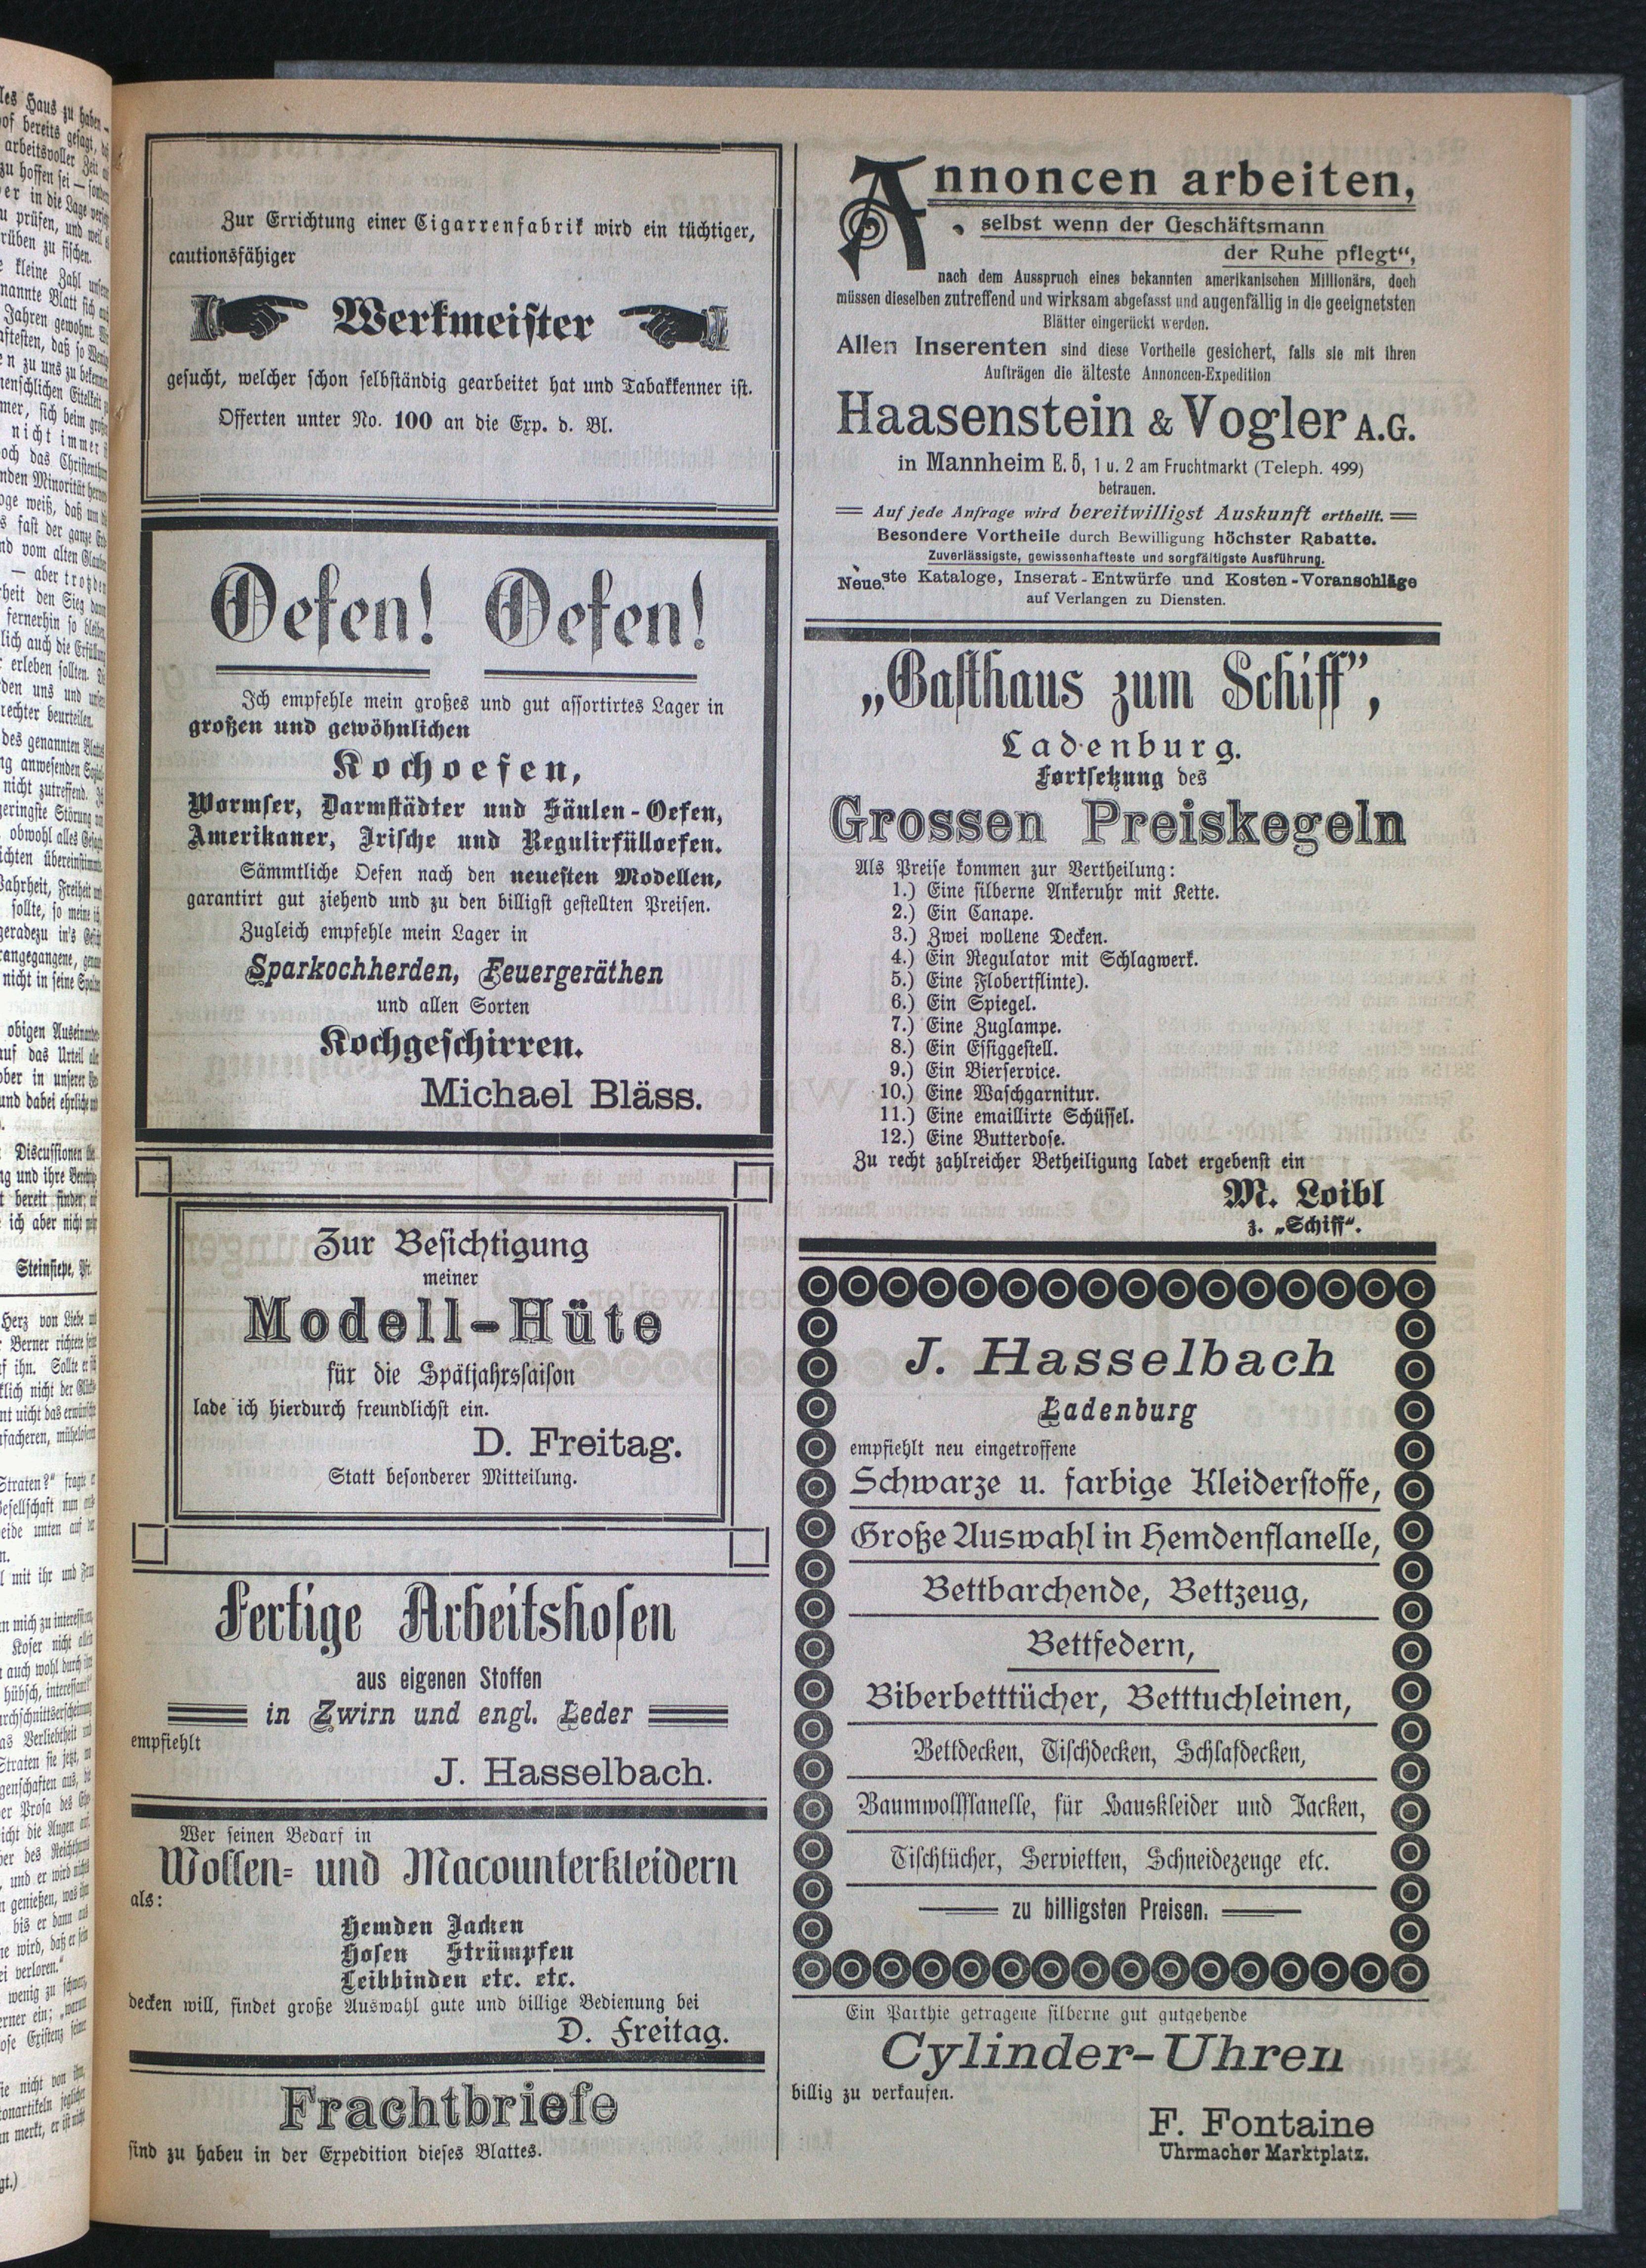 Zur Errichtung einer Cigarrenfabrik wird ein tüchtiger,
cautionsfähiger
Werkmeister
gesucht, welcher schon selbständig gearbeitet hat und Tabakkenner ist.
Offerten unter No. 100 an die Exp. d. Bl.
Oefen! Oefen!
Ich empfehle mein großes und gut assortirtes Lager in
großen und gewöhnlichen
Kochoefen,
Wormser, Darmstädter und Säulen-Oefen,
Amerikaner, Irische und Regulirfülloefen.
Sämmtliche Oefen nach den neuesten Modellen,
garantirt gut ziehend und zu den billigst gestellten Preisen.
Zugleich empfehle mein Lager in
Sparkochherden, Feuergeräthen
und allen Sorten
Kochgeschirren.
Michael Bläss.
Zur Besichtigung
meiner
Modell-Hüte
für die Spätjahrssaison
lade ich hierdurch freundlichst ein.
D. Freitag.
Statt besonderer Mitteilung.
Fertige Arbeitshosen
aus eigenen Stoffen
in Zwirn und engl. Leder
empfiehlt
J. Hasselbach.
Wer seinen Bedarf in
Wollen- und Macounterkleidern
als:
Hemden Jacken
Hosen Strümpfen
Leibbinden etc. etc.
decken will, findet große Auswahl gute und billige Bedienung bei
D. Freitag.
Frachtbriefe
sind zu habeu in der Expedition dieses Blattes.
Annoncen arbeiten,
selbst wenn der Geschäftsmann
der Ruhe pflegt“,
nach dem Ausspruch eines bekannten amerikanischen Millionärs, doch
müssen dieselben zutreffend und wirksam abgefasst und augenfällig in die geeignetsten
Blätter eingerückt werden.
Allen Inserenten sind diese Vortheile gesichert, falls sie mit ihren
Aufträgen die älteste Annoncen-Expedition
Haasenstein & Vogler A.G.
in Mannheim E. 5, 1 u. 2 am Fruchtmarkt (Teleph. 499)
betrauen.
Auf jede Anfrage wird bereitwilligst Auskunft ertheilt.
Besondere Vortheile durch Bewilligung höchster Rabatte.
Zuverlässigste, gewissenhafteste und sorgfältigste Ausführung.
Neueste Kataloge, Inserat-Entwürfe und Kosten-Voranschläge
auf Verlangen zu Diensten.
„Gasthaus zum Schiff”,
Ladenburg.
Fortsetzung des
Grossen Preiskegeln
Als Preise kommen zur Vertheilung:
1.) Eine silberne Ankeruhr mit Kette.
2.) Ein Canape.
3.) Zwei wollene Decken.
4.) Ein Regulator mit Schlagwerk.
5.) Eine Flobertflinte).
6.) Ein Spiegel.
7.) Eine Zuglampe.
8.) Ein Essiggestell.
9.) Ein Bierservice.
10.) Eine Waschgarnitur.
11.) Eine emaillirte Schüssel.
12.) Eine Butterdose.
Zu recht zahlreicher Betheiligung ladet ergebenst ein
M. Loibl
z. „Schiff“.
J. Hasselbach
Ladenburg
empfiehlt neu eingetroffene
Schwarze u. farbige Kleiderstoffe,
Große Auswahl in Hemdenflanelle,
Bettbarchende, Bettzeug,
Bettfedern,
Biberbetttücher, Betttuchleinen,
Bettdecken, Tischdecken, Schlafdecken,
Baumwollflanelle, für Hauskleider und Jacken,
Tischtücher, Servietten, Schneidezeuge etc.
zu billigsten Preisen.
Ein Parthie getragene silberne gut gutgehende
Cylinder-Uhren
billig zu verkaufen.
F. Fontaine
Uhrmacher Marktplatz.